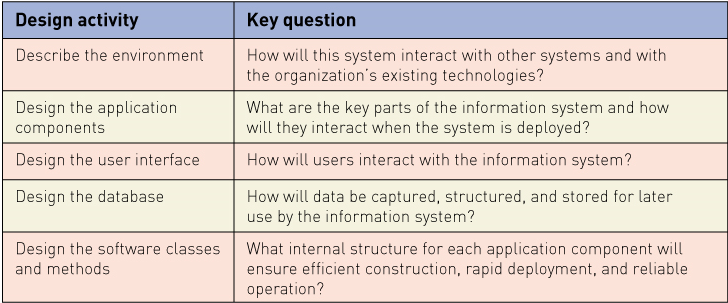 Design activity
Key question
Describe the environment
How will this system interact with other systems and with
the organization's existing technologies?
Design the application
components
What are the key parts of the information system and how
will they interact when the system is deployed?
Design the user interface
How will users interact with the information system?
Design the database
How will data be captured, structured, and stored for later
use by the information system?
Design the software classes
and methods
What internal structure for each application component will
ensure efficient construction, rapid deployment, and reliable
operation?